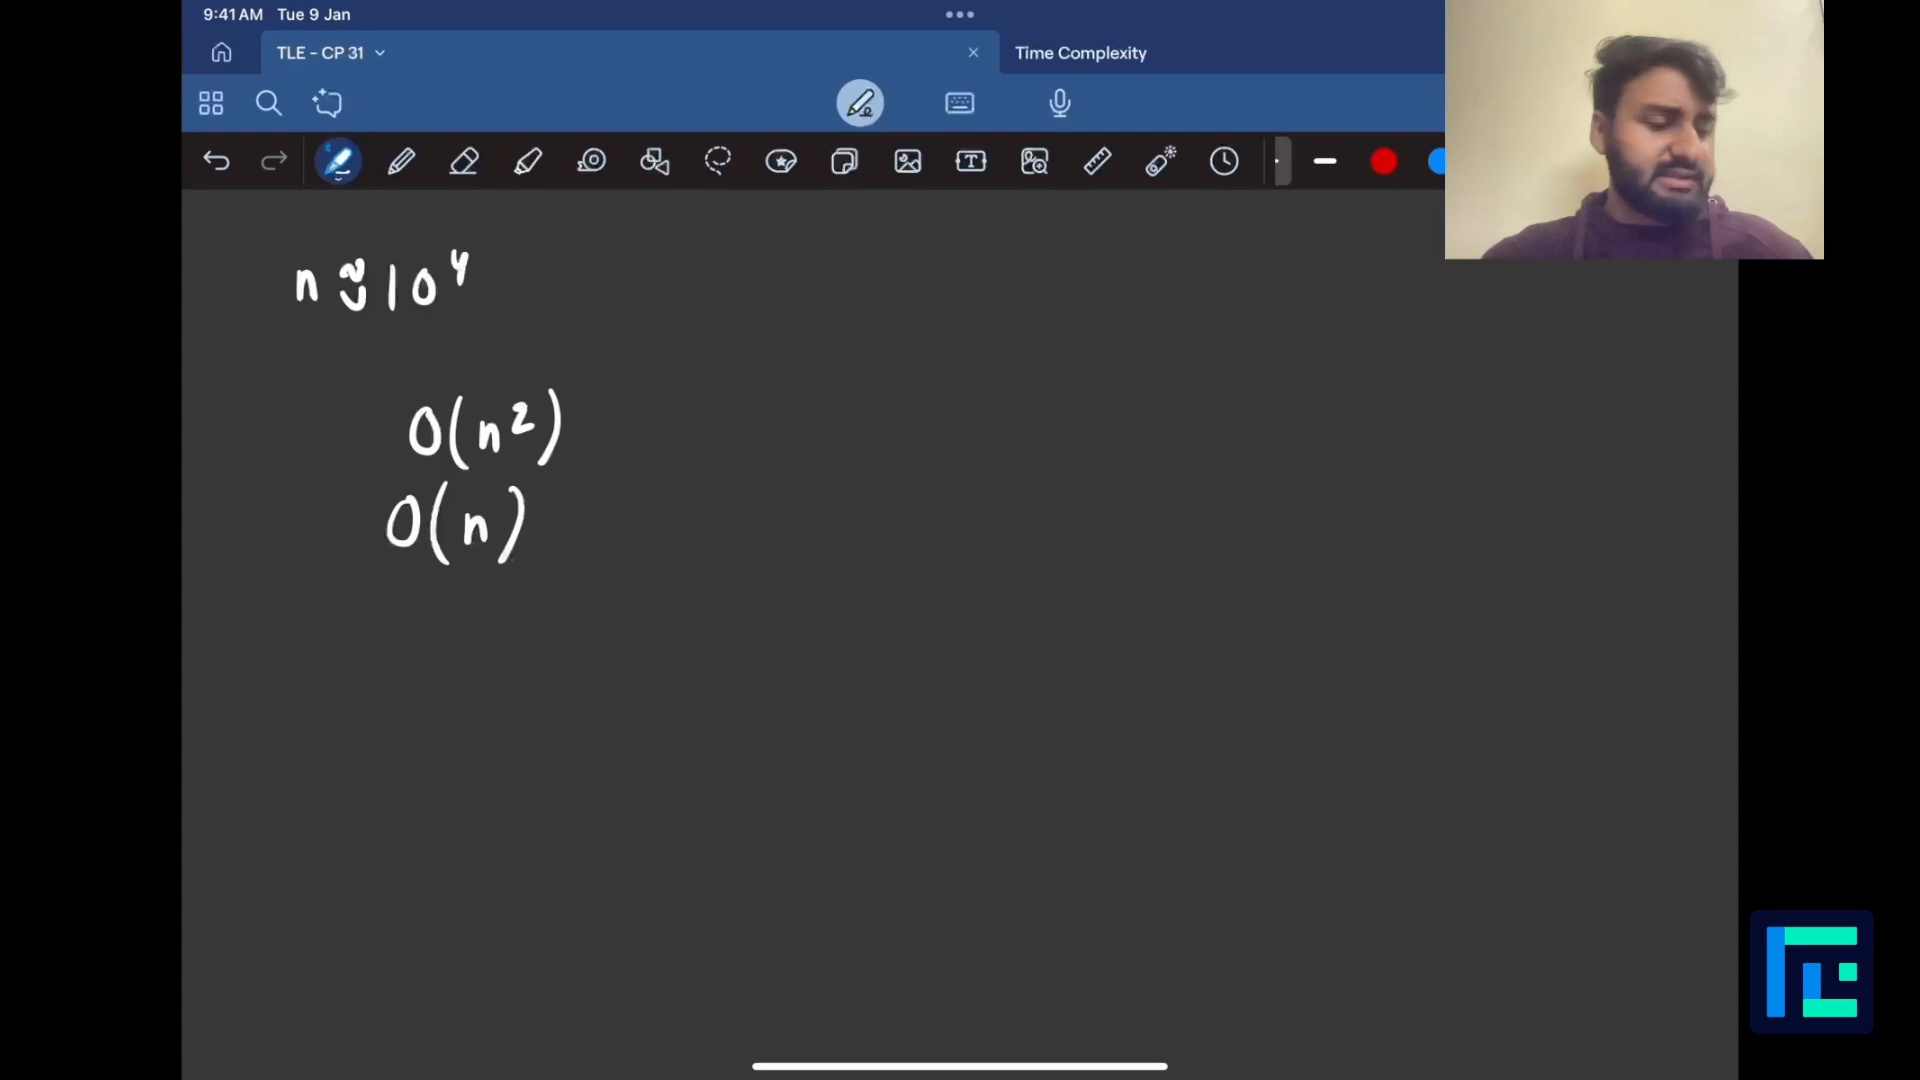 9:41 AM Tue 9 Jan
TLE - CP 31
Time Complexity
n ≈ 10⁴
O(n²)
O(n)